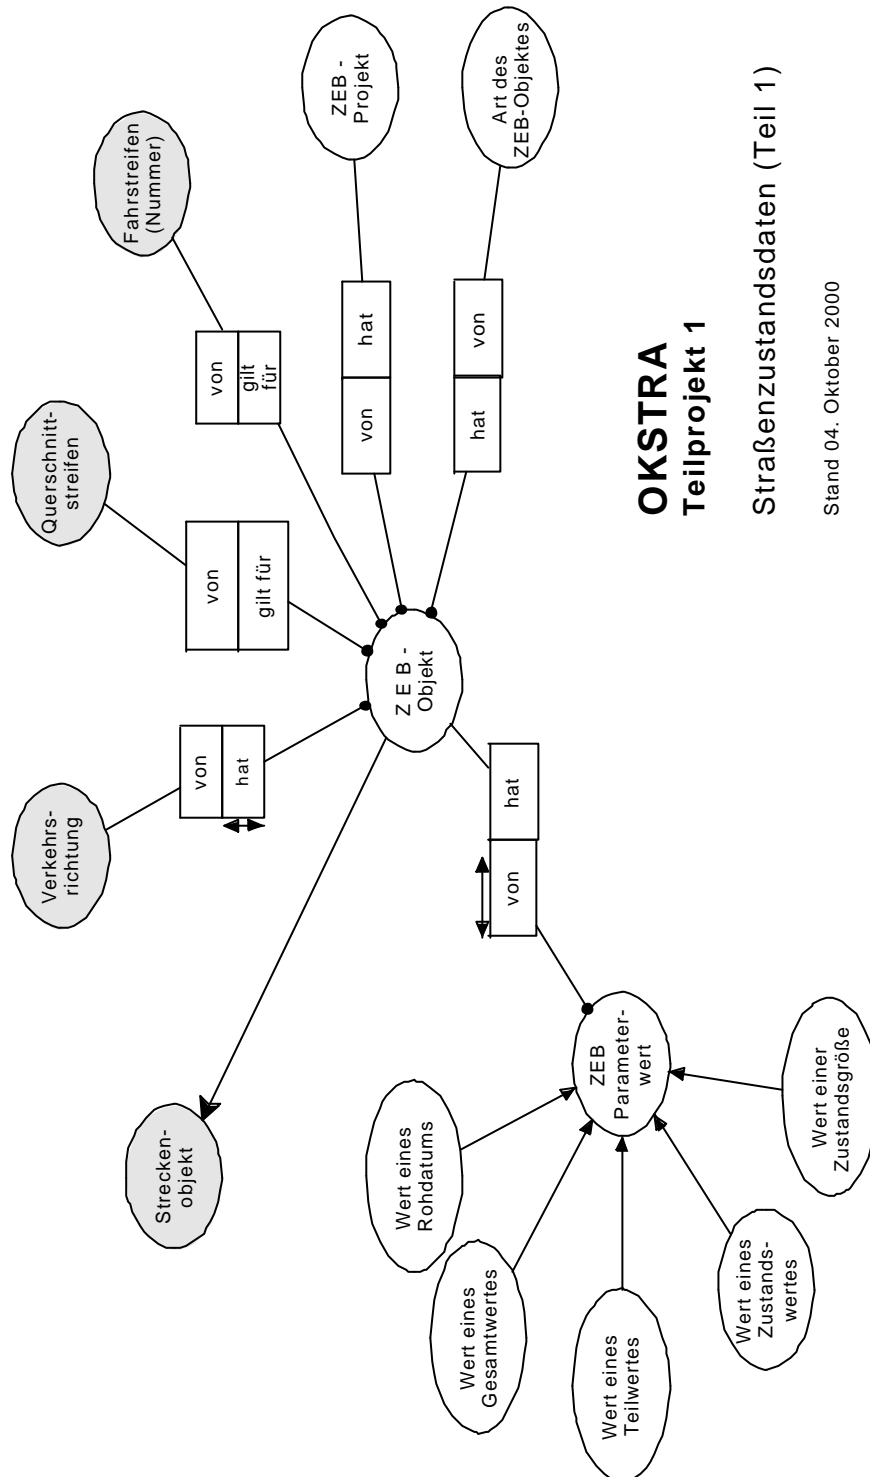 Strecken-
objekt
Verkehrs-
richtung
Querschnitt-
streifen
Fahrstreifen
(Nummer)
von
hat
von
gilt für
von
gilt
für
ZEB -
Projekt
von
hat
Art des
ZEB-Objektes
hat
von
Z E B -
Objekt
von
hat
ZEB
Parameter-
wert
Wert eines
Rohdatums
Wert eines
Gesamtwertes
Wert eines
Teilwertes
Wert eines
Zustands-
wertes
Wert einer
Zustandsgröße
OKSTRA
Teilprojekt 1
Straßenzustandsdaten (Teil 1)
Stand 04. Oktober 2000